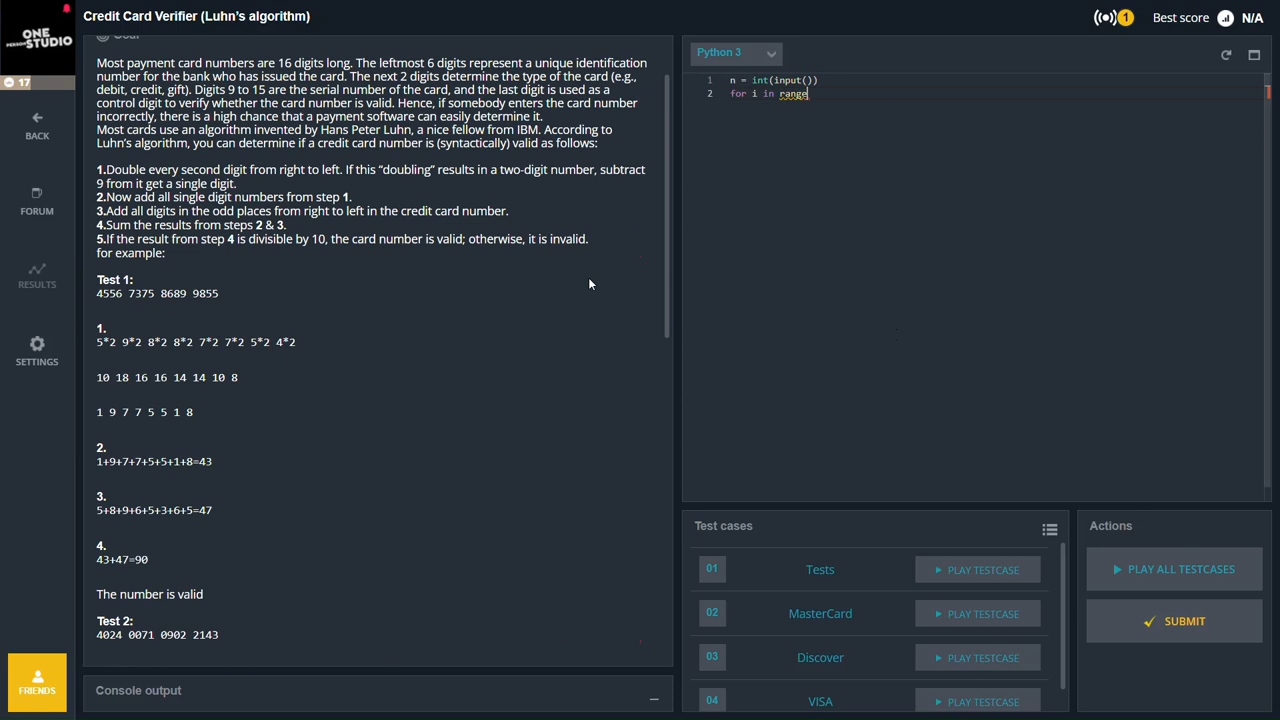 ONE
PERSON STUDIO
17
BACK
FORUM
RESULTS
SETTINGS
FRIENDS
Credit Card Verifier (Luhn’s algorithm)
1
Best score
N/A
Goal
Most payment card numbers are 16 digits long. The leftmost 6 digits represent a unique identification
number for the bank who has issued the card. The next 2 digits determine the type of the card (e.g.,
debit, credit, gift). Digits 9 to 15 are the serial number of the card, and the last digit is used as a
control digit to verify whether the card number is valid. Hence, if somebody enters the card number
incorrectly, there is a high chance that a payment software can easily determine it.
Most cards use an algorithm invented by Hans Peter Luhn, a nice fellow from IBM. According to
Luhn’s algorithm, you can determine if a credit card number is (syntactically) valid as follows:
1.Double every second digit from right to left. If this “doubling” results in a two-digit number, subtract
9 from it get a single digit.
2.Now add all single digit numbers from step 1.
3.Add all digits in the odd places from right to left in the credit card number.
4.Sum the results from steps 2 & 3.
5.If the result from step 4 is divisible by 10, the card number is valid; otherwise, it is invalid.
for example:
Test 1:
4556 7375 8689 9855
1.
5*2 9*2 8*2 8*2 7*2 7*2 5*2 4*2
10 18 16 16 14 14 10 8
1 9 7 7 5 5 1 8
2.
1+9+7+7+5+5+1+8=43
3.
5+8+9+6+5+3+6+5=47
4.
43+47=90
The number is valid
Test 2:
4024 0071 0902 2143
Console output
Python 3
1 n = int(input())
2 for i in range
Test cases
01 Tests PLAY TESTCASE
02 MasterCard PLAY TESTCASE
03 Discover PLAY TESTCASE
04 VISA PLAY TESTCASE
Actions
PLAY ALL TESTCASES
SUBMIT